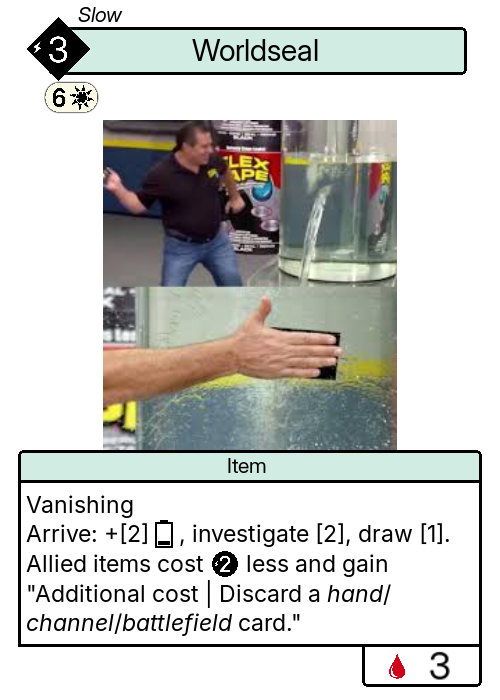 Slow
3
Worldseal
6
FLEX
TAPE
Item
Vanishing
Arrive: +[2] , investigate [2], draw [1].
Allied items cost 2 less and gain
"Additional cost | Discard a hand/
channel/battlefield card."
3